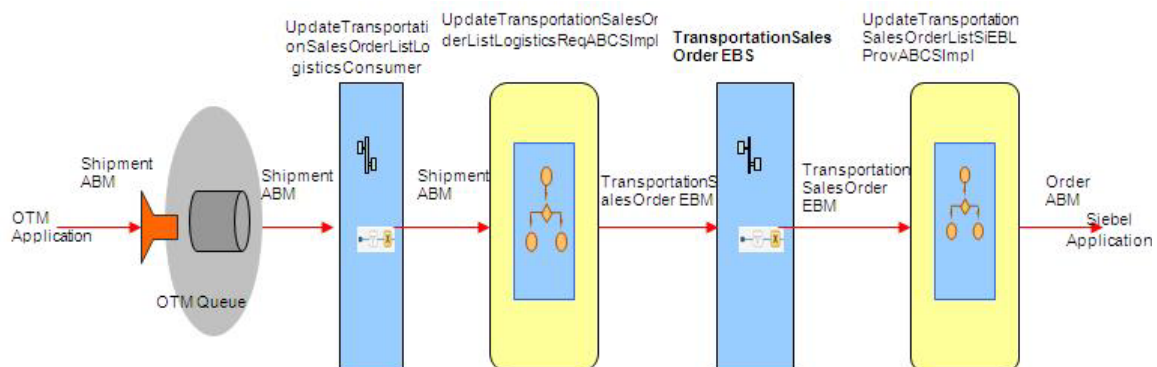 UpdateTransportati
onSalesOrderListLo
gisticsConsumer
UpdateTransportationSalesOr
derListLogisticsReqABCSImpl
TransportationSales
Order EBS
UpdateTransportation
SalesOrderListSiEBL
ProvABCSImpl
Shipment
ABM
Shipment
ABM
Shipment
ABM
TransportationS
alesOrder EBM
Transportation
SalesOrder
EBM
Order
ABM
OTM
Application
Siebel
Application
OTM Queue
X
X